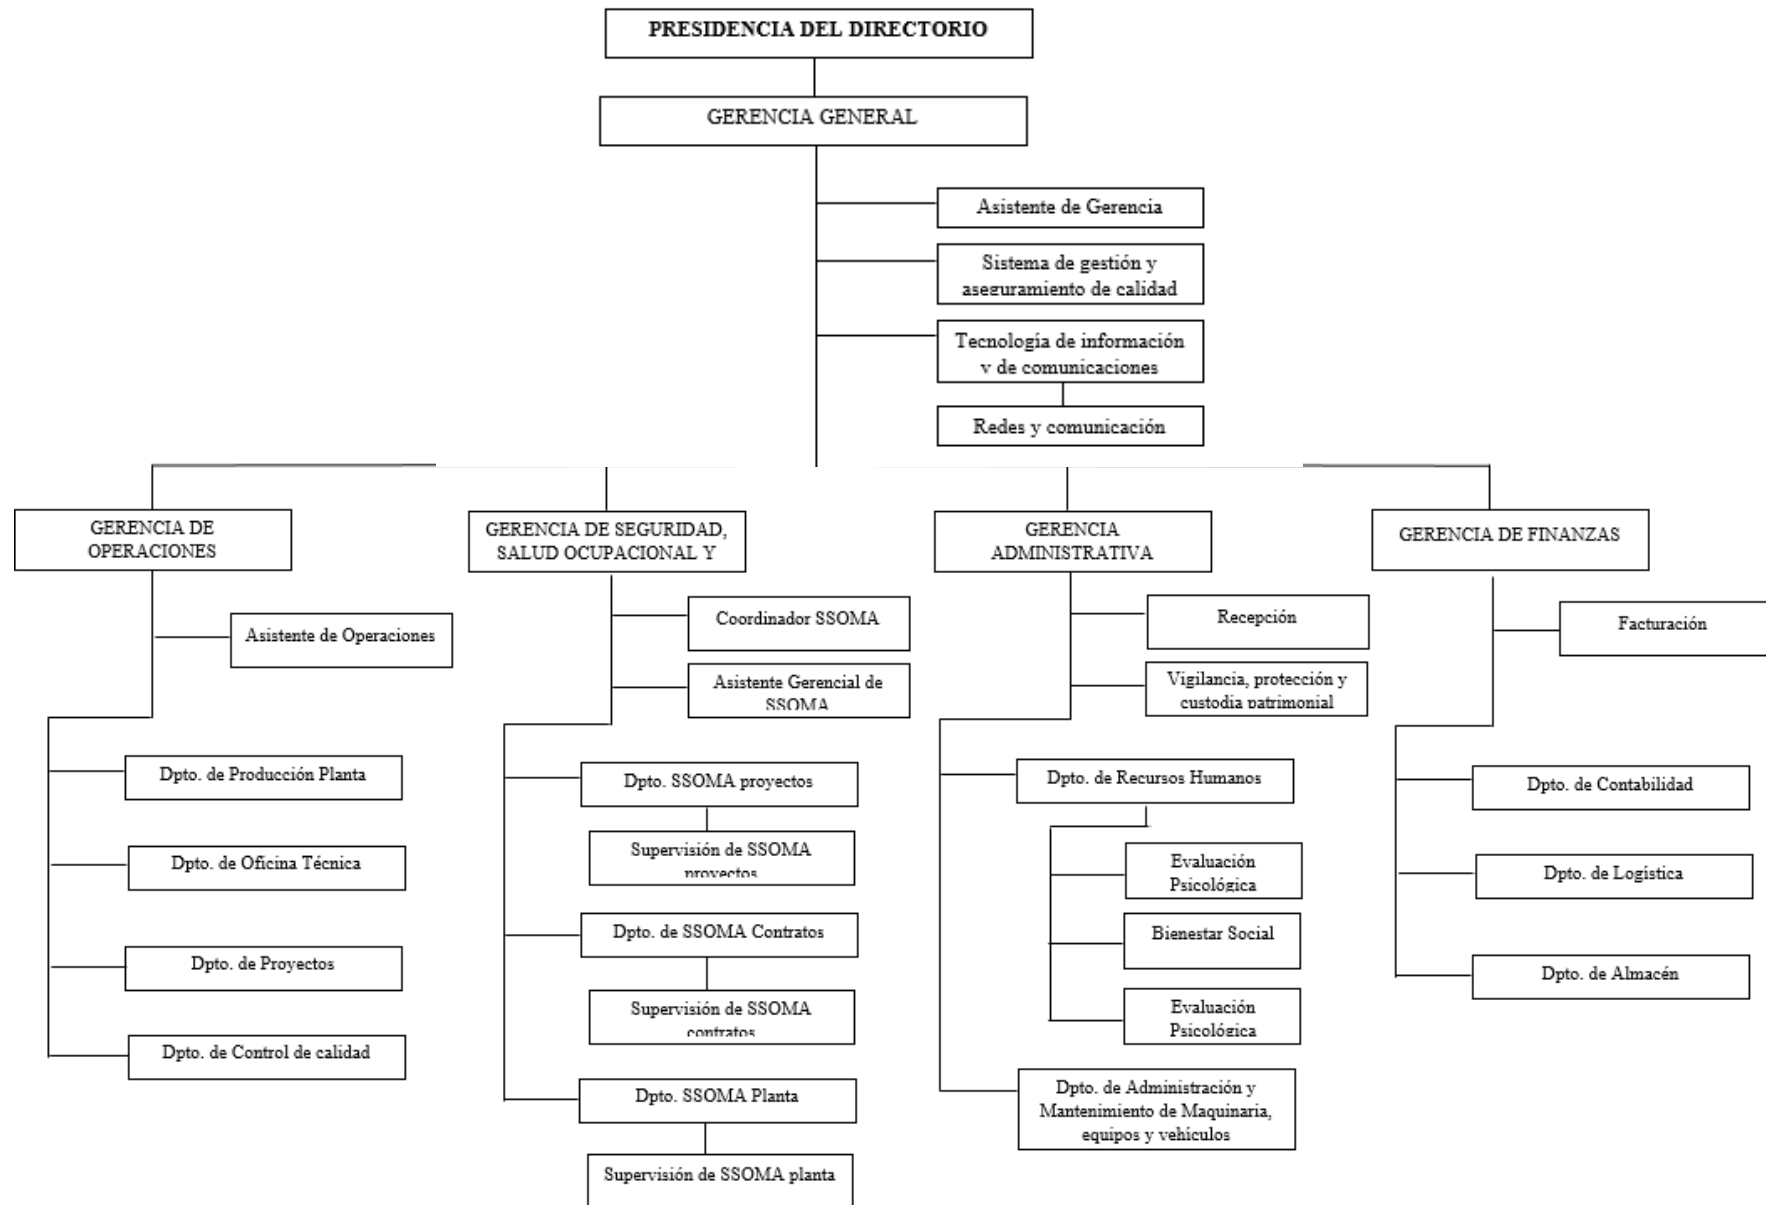 PRESIDENCIA DEL DIRECTORIO
GERENCIA GENERAL
Asistente de Gerencia
Sistema de gestión y
aseguramiento de calidad
Tecnología de información
y de comunicaciones
Redes y comunicación
GERENCIA DE
OPERACIONES
Asistente de Operaciones
Dpto. de Producción Planta
Dpto. de Oficina Técnica
Dpto. de Proyectos
Dpto. de Control de calidad
GERENCIA DE SEGURIDAD,
SALUD OCUPACIONAL Y
Coordinador SSOMA
Asistente Gerencial de
SSOMA
Dpto. SSOMA proyectos
Supervisión de SSOMA
proyectos
Dpto. de SSOMA Contratos
Supervisión de SSOMA
contratos
Dpto. SSOMA Planta
Supervisión de SSOMA planta
GERENCIA
ADMINISTRATIVA
Recepción
Vigilancia, protección y
custodia patrimonial
Dpto. de Recursos Humanos
Evaluación
Psicológica
Bienestar Social
Evaluación
Psicológica
Dpto. de Administración y
Mantenimiento de Maquinaria,
equipos y vehículos
GERENCIA DE FINANZAS
Facturación
Dpto. de Contabilidad
Dpto. de Logística
Dpto. de Almacén